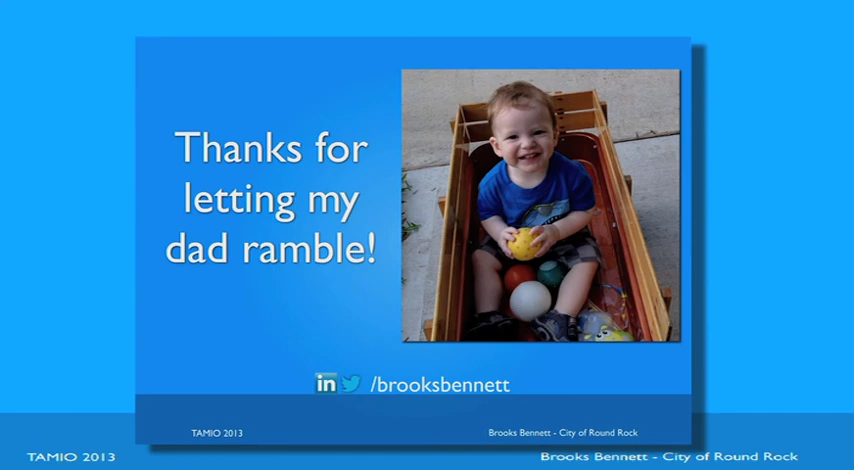 Thanks for
letting my
dad ramble!
in /brooksbennett
TAMIO 2013
Brooks Bennett - City of Round Rock
TAMIO 2013
Brooks Bennett - City of Round Rock